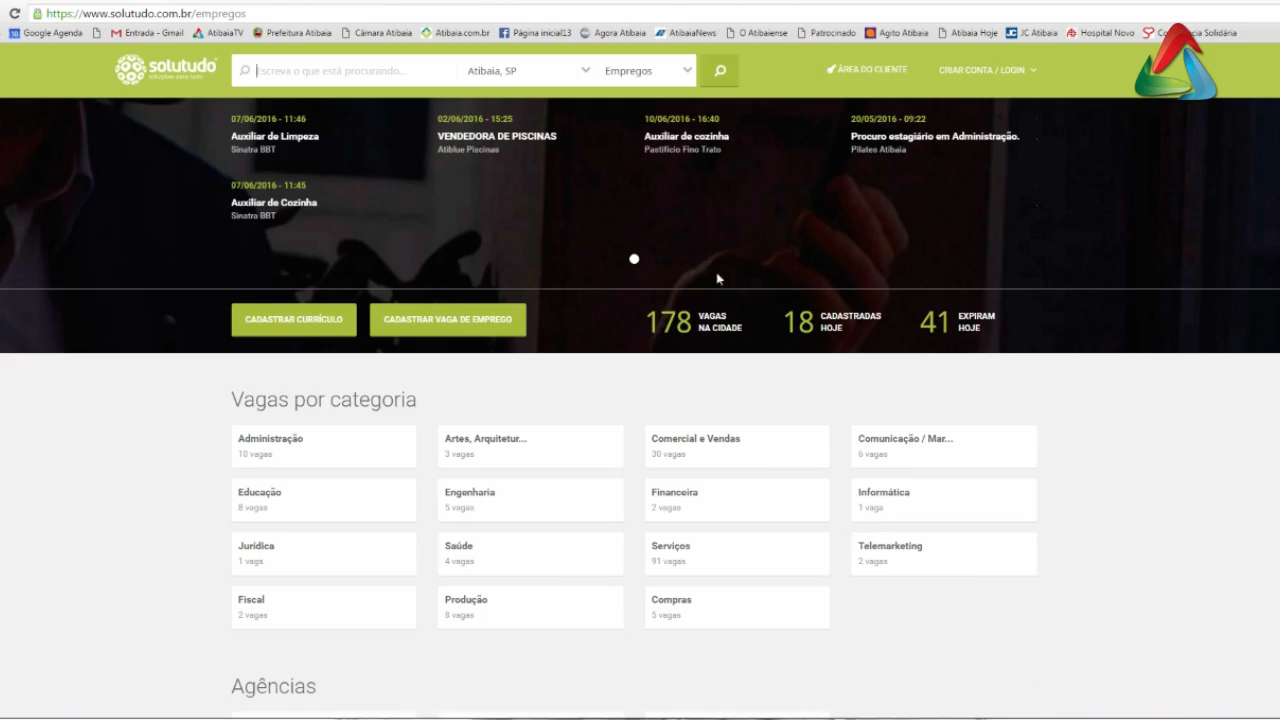 https://www.solutudo.com.br/empregos
Google Agenda Entrada - Gmail AtibaiaTV Prefeitura Atibaia Câmara Atibaia Atibaia.com.br Página inicial13 Agora Atibaia AtibaiaNews O Atibaiense Patrocinado Agito Atibaia Atibaia Hoje JC Atibaia Hospital Novo Solidária
solutudo
Escreva o que está procurando...
Atibaia, SP
Empregos
ÁREA DO CLIENTE
CRIAR CONTA / LOGIN
07/06/2016 - 11:46
Auxiliar de Limpeza
Sinatra BBT
02/06/2016 - 15:25
VENDEDORA DE PISCINAS
Atiblue Piscinas
10/06/2016 - 16:40
Auxiliar de cozinha
Pastifício Fino Trato
20/05/2016 - 09:22
Procuro estagiário em Administração.
Pilates Atibaia
07/06/2016 - 11:45
Auxiliar de Cozinha
Sinatra BBT
CADASTRAR CURRÍCULO
CADASTRAR VAGA DE EMPREGO
178 VAGAS
NA CIDADE
18 CADASTRADAS
HOJE
41 EXPIRAM
HOJE
Vagas por categoria
Administração
10 vagas
Artes, Arquitetur...
3 vagas
Comercial e Vendas
30 vagas
Comunicação / Mar...
6 vagas
Educação
8 vagas
Engenharia
5 vagas
Financeira
2 vagas
Informática
1 vaga
Jurídica
1 vaga
Saúde
4 vagas
Serviços
91 vagas
Telemarketing
2 vagas
Fiscal
2 vagas
Produção
8 vagas
Compras
5 vagas
Agências